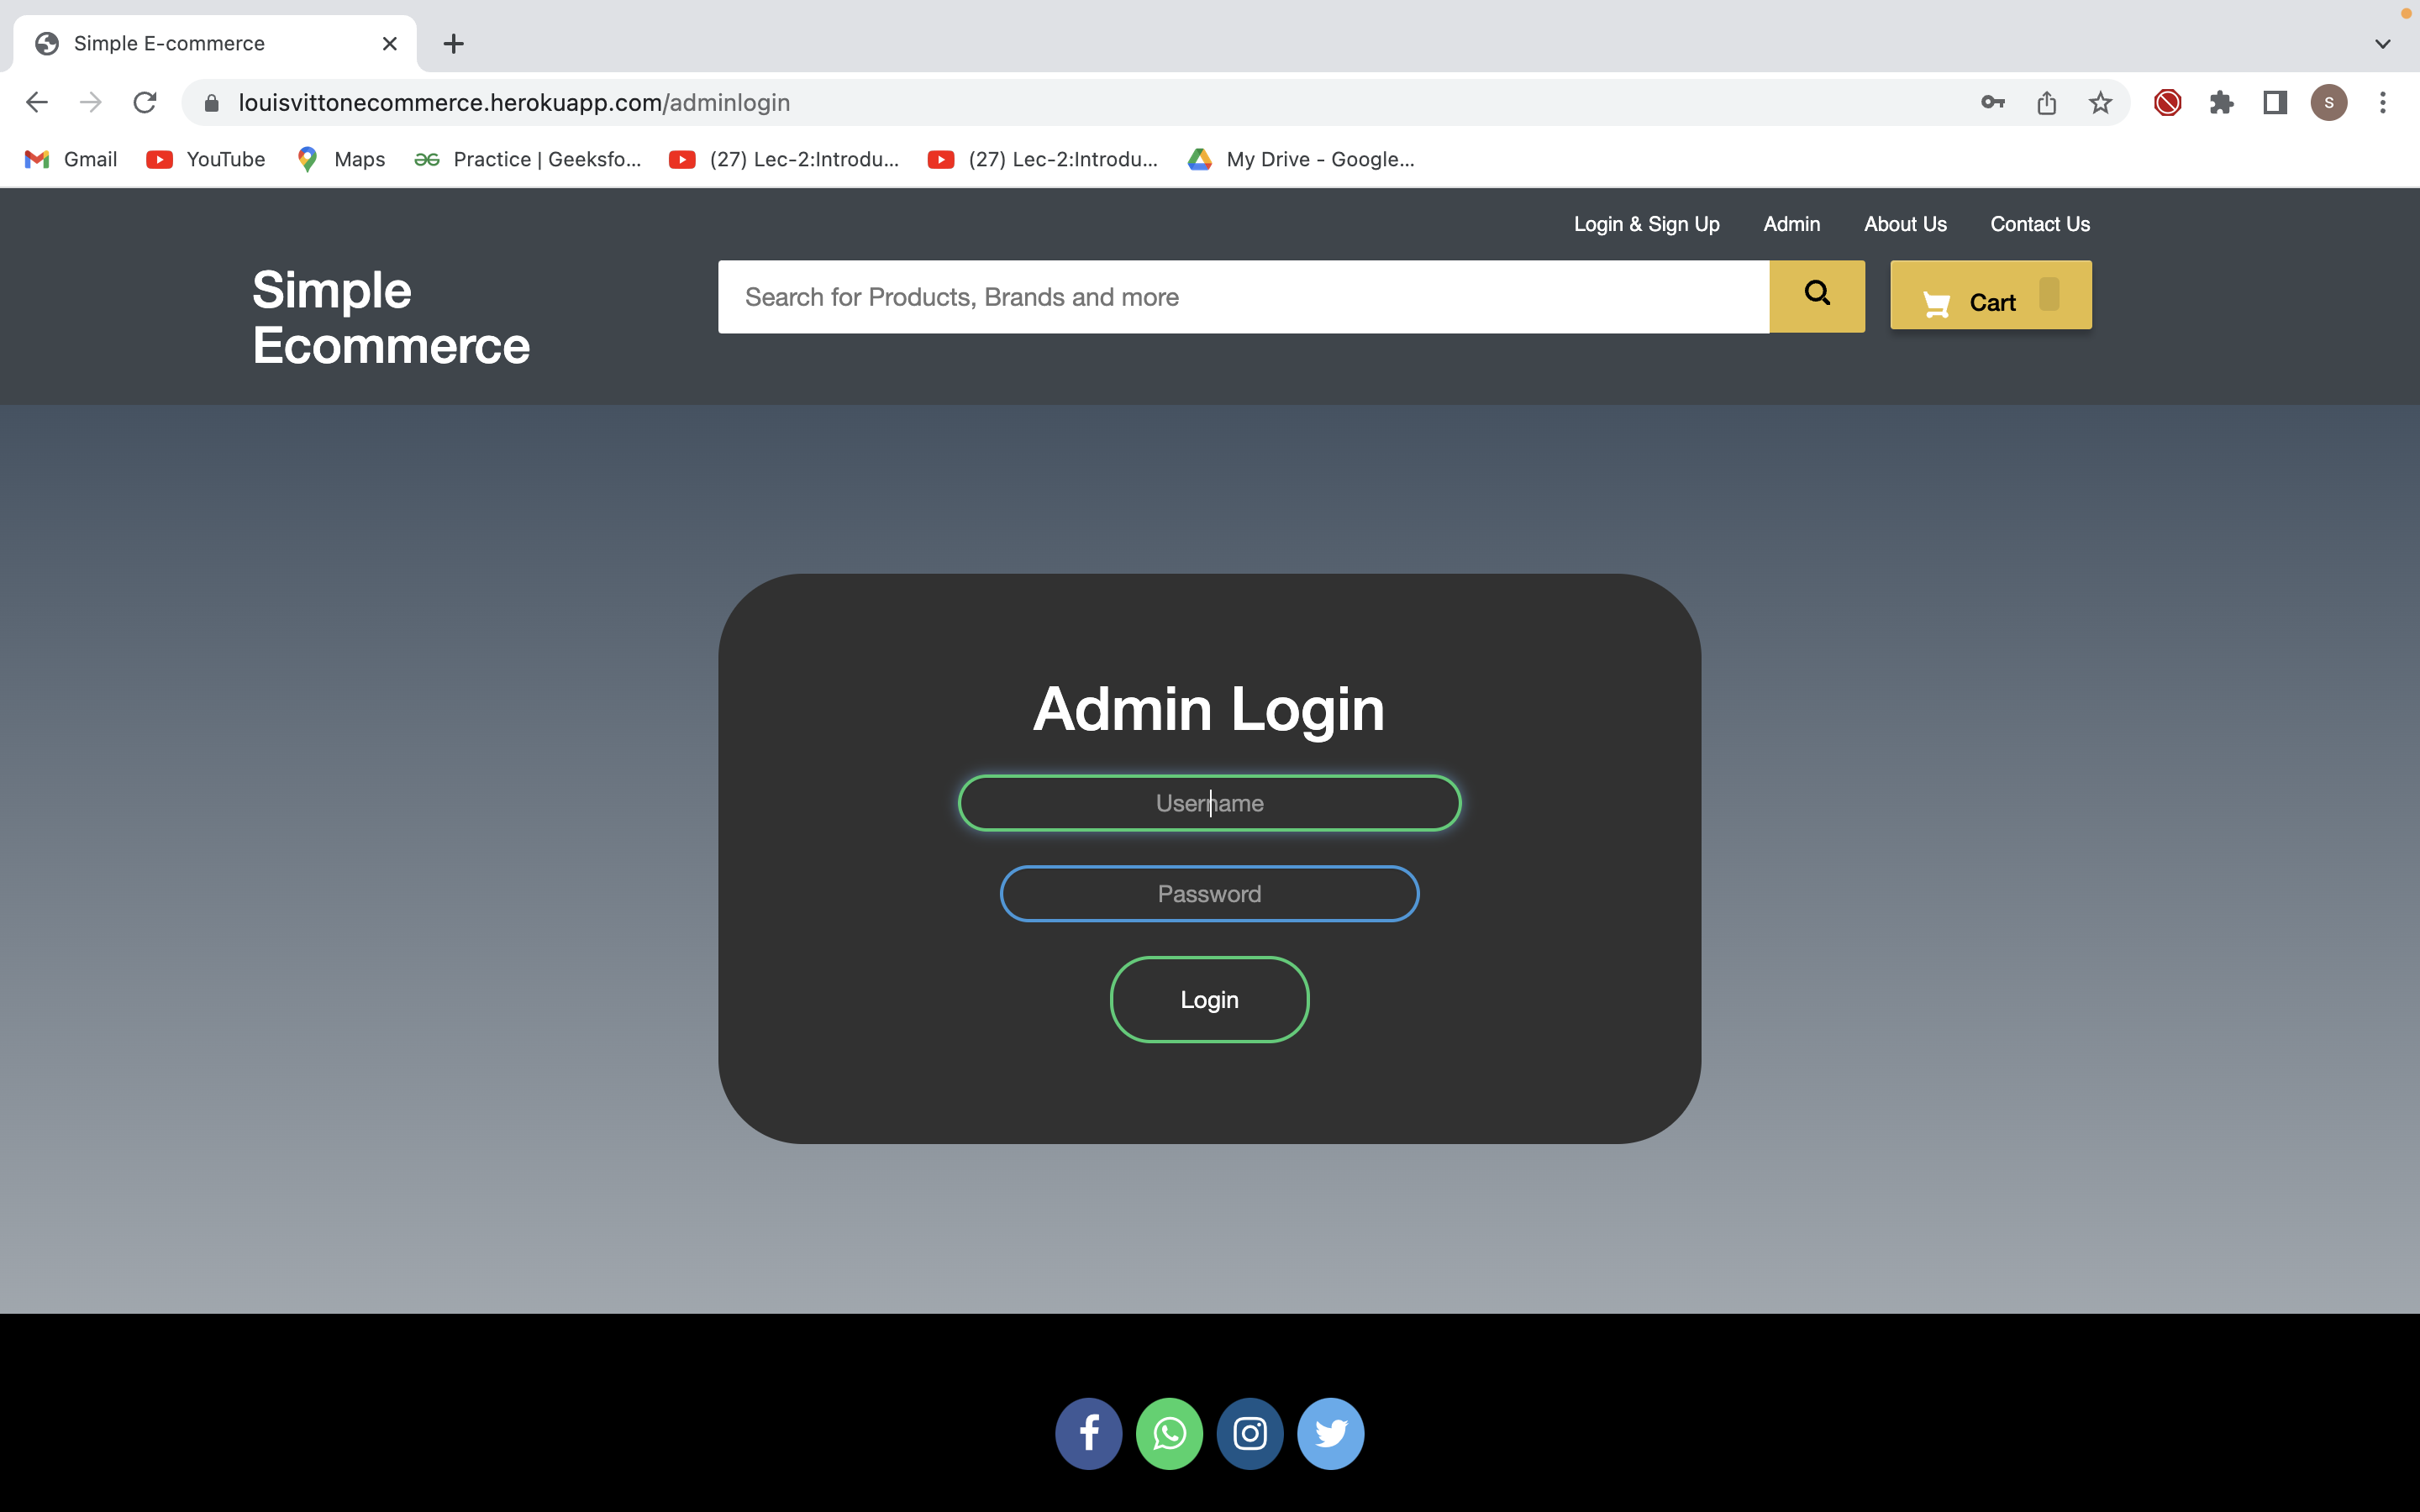 Simple E-commerce
louisvittonecommerce.herokuapp.com/adminlogin
S
Gmail YouTube Maps Practice | Geeksfo... (27) Lec-2:Introdu... (27) Lec-2:Introdu... My Drive - Google...
Login & Sign Up Admin About Us Contact Us
Simple
Ecommerce
Search for Products, Brands and more
Cart
Admin Login
Username
Password
Login